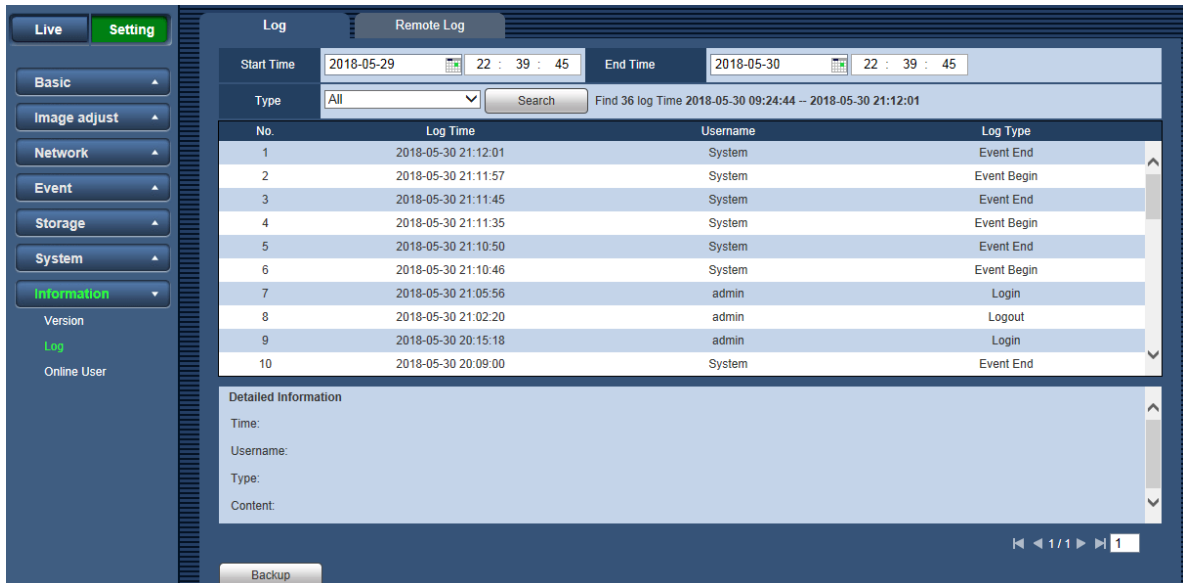 Live Setting
Log Remote Log
Start Time 2018-05-29 22 : 39 : 45 End Time 2018-05-30 22 : 39 : 45
Type All Search Find 36 log Time 2018-05-30 09:24:44 -- 2018-05-30 21:12:01
Basic
Image adjust
Network
Event
Storage
System
Information
Version
Log
Online User
No. Log Time Username Log Type
1 2018-05-30 21:12:01 System Event End
2 2018-05-30 21:11:57 System Event Begin
3 2018-05-30 21:11:45 System Event End
4 2018-05-30 21:11:35 System Event Begin
5 2018-05-30 21:10:50 System Event End
6 2018-05-30 21:10:46 System Event Begin
7 2018-05-30 21:05:56 admin Login
8 2018-05-30 21:02:20 admin Logout
9 2018-05-30 20:15:18 admin Login
10 2018-05-30 20:09:00 System Event End
Detailed Information
Time:
Username:
Type:
Content:
1 / 1 1
Backup